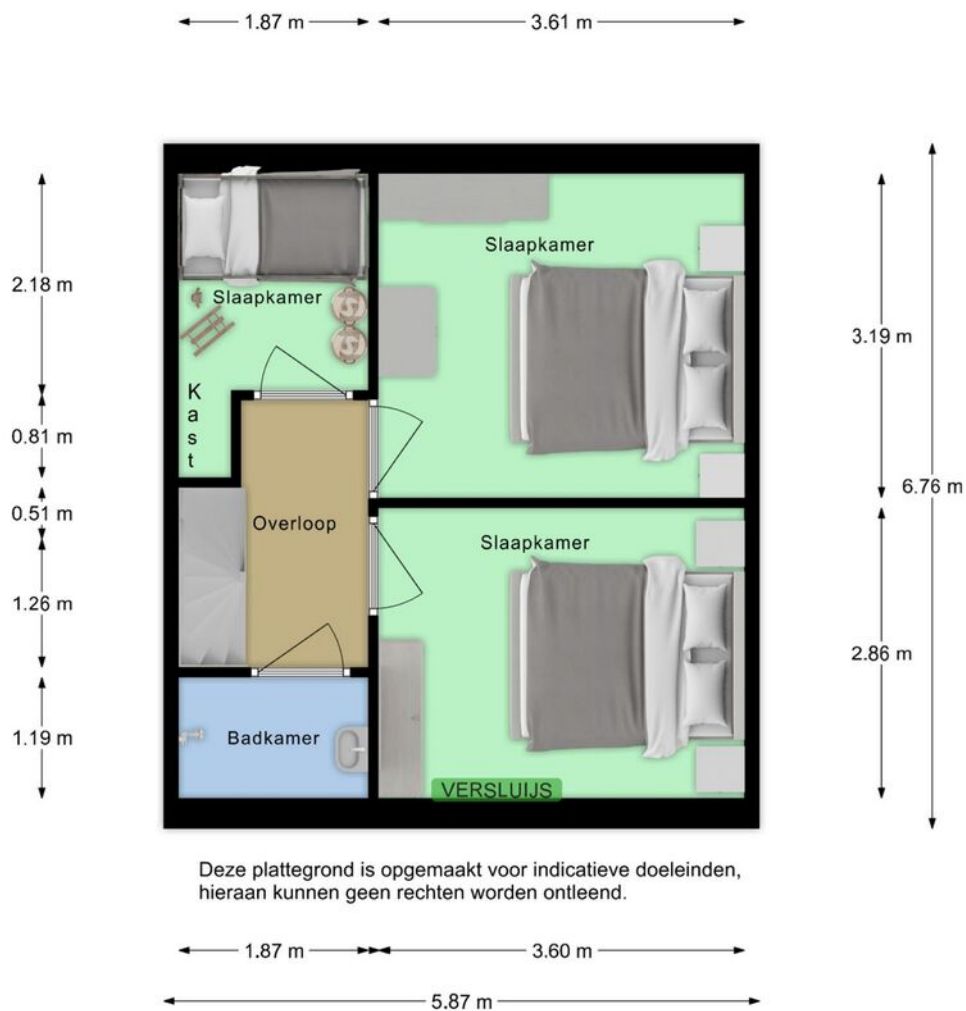 1.87 m
3.61 m
2.18 m
Slaapkamer
Slaapkamer
3.19 m
Kast
0.81 m
6.76 m
0.51 m
Overloop
Slaapkamer
1.26 m
2.86 m
1.19 m
Badkamer
VERSLUIJS
Deze plattegrond is opgemaakt voor indicatieve doeleinden,
hieraan kunnen geen rechten worden ontleend.
1.87 m
3.60 m
5.87 m